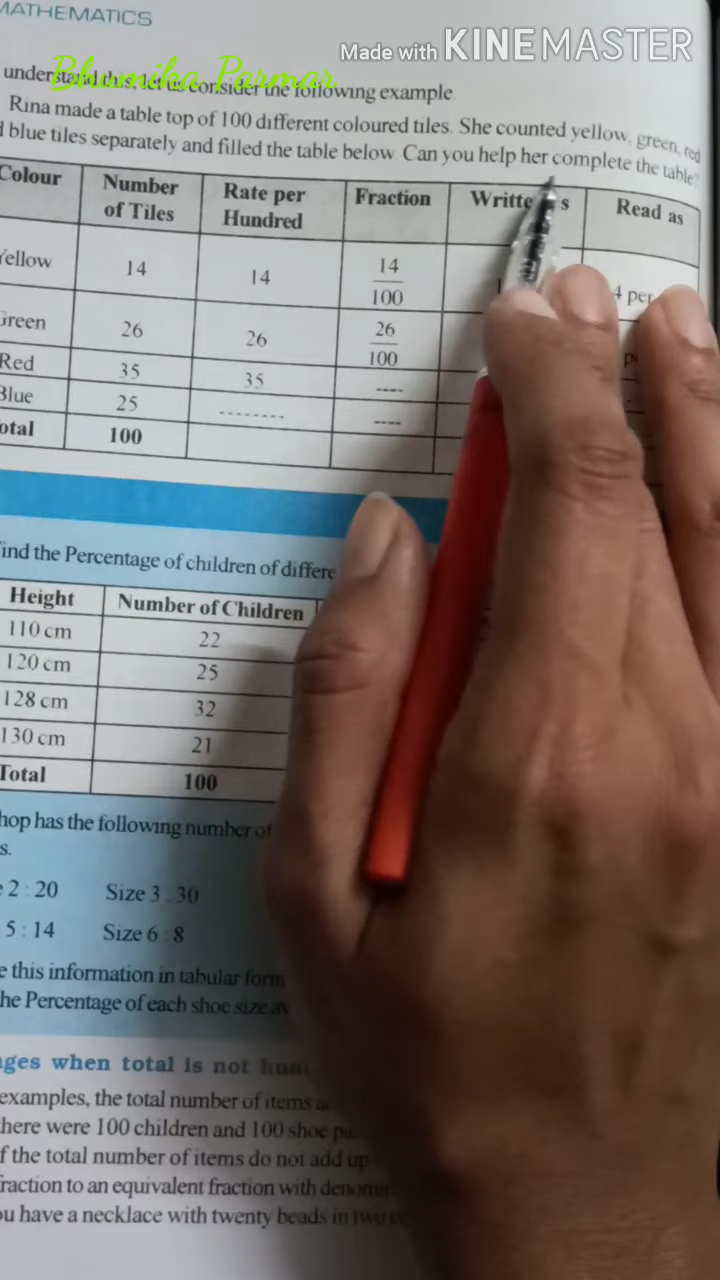 MATHEMATICS
Made with KINEMASTER
Bhumika Parmar
understand this, let us consider the following example
Rina made a table top of 100 different coloured tiles. She counted yellow, green, red
blue tiles separately and filled the table below. Can you help her complete the table
Colour Number of Tiles Rate per Hundred Fraction Read as
Yellow 14 14 14/100 4 per
Green 26 26 26/100
Red 35 35 ----
Blue 25 -------- ----
Total 100
Find the Percentage of children of differe
Height Number of Children
110 cm 22
120 cm 25
128 cm 32
130 cm 21
Total 100
hop has the following number of
s.
2 : 20 Size 3 : 30
5 : 14 Size 6 : 8
this information in tabular form
he Percentage of each shoe size
ges when total is not
examples, the total number of items
here were 100 children and 100 shoe
f the total number of items do not add up
raction to an equivalent fraction with
ou have a necklace with twenty beads in